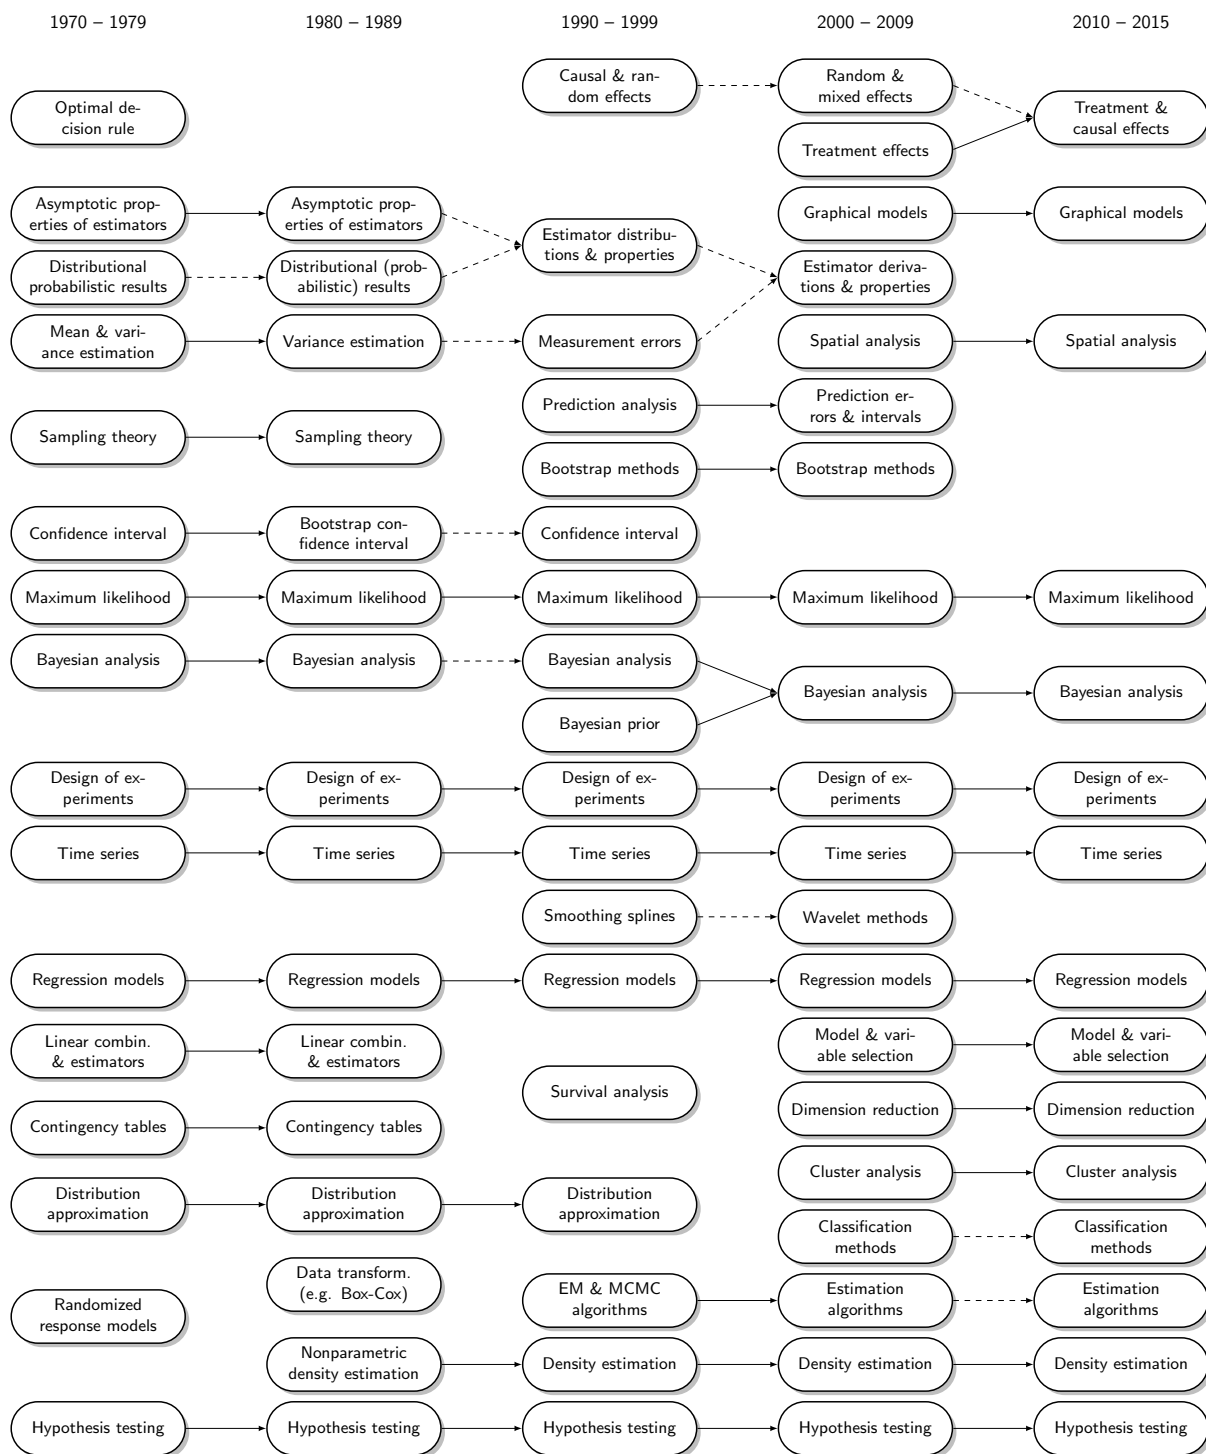 1970 – 1979
1980 – 1989
1990 – 1999
2000 – 2009
2010 – 2015
Causal & ran-
dom effects
Random &
mixed effects
Optimal de-
cision rule
Treatment &
causal effects
Treatment effects
Asymptotic prop-
erties of estimators
Asymptotic prop-
erties of estimators
Graphical models
Graphical models
Estimator distribu-
tions & properties
Distributional
probabilistic results
Distributional (prob-
abilistic) results
Estimator deriva-
tions & properties
Mean & vari-
ance estimation
Variance estimation
Measurement errors
Spatial analysis
Spatial analysis
Prediction analysis
Prediction er-
rors & intervals
Sampling theory
Sampling theory
Bootstrap methods
Bootstrap methods
Confidence interval
Bootstrap con-
fidence interval
Confidence interval
Maximum likelihood
Maximum likelihood
Maximum likelihood
Maximum likelihood
Maximum likelihood
Bayesian analysis
Bayesian analysis
Bayesian analysis
Bayesian analysis
Bayesian analysis
Bayesian prior
Design of ex-
periments
Design of ex-
periments
Design of ex-
periments
Design of ex-
periments
Design of ex-
periments
Time series
Time series
Time series
Time series
Time series
Smoothing splines
Wavelet methods
Regression models
Regression models
Regression models
Regression models
Regression models
Linear combin.
& estimators
Linear combin.
& estimators
Model & vari-
able selection
Model & vari-
able selection
Survival analysis
Dimension reduction
Dimension reduction
Contingency tables
Contingency tables
Cluster analysis
Cluster analysis
Distribution
approximation
Distribution
approximation
Distribution
approximation
Classification
methods
Classification
methods
Data transform.
(e.g. Box-Cox)
EM & MCMC
algorithms
Estimation
algorithms
Estimation
algorithms
Randomized
response models
Nonparametric
density estimation
Density estimation
Density estimation
Density estimation
Hypothesis testing
Hypothesis testing
Hypothesis testing
Hypothesis testing
Hypothesis testing